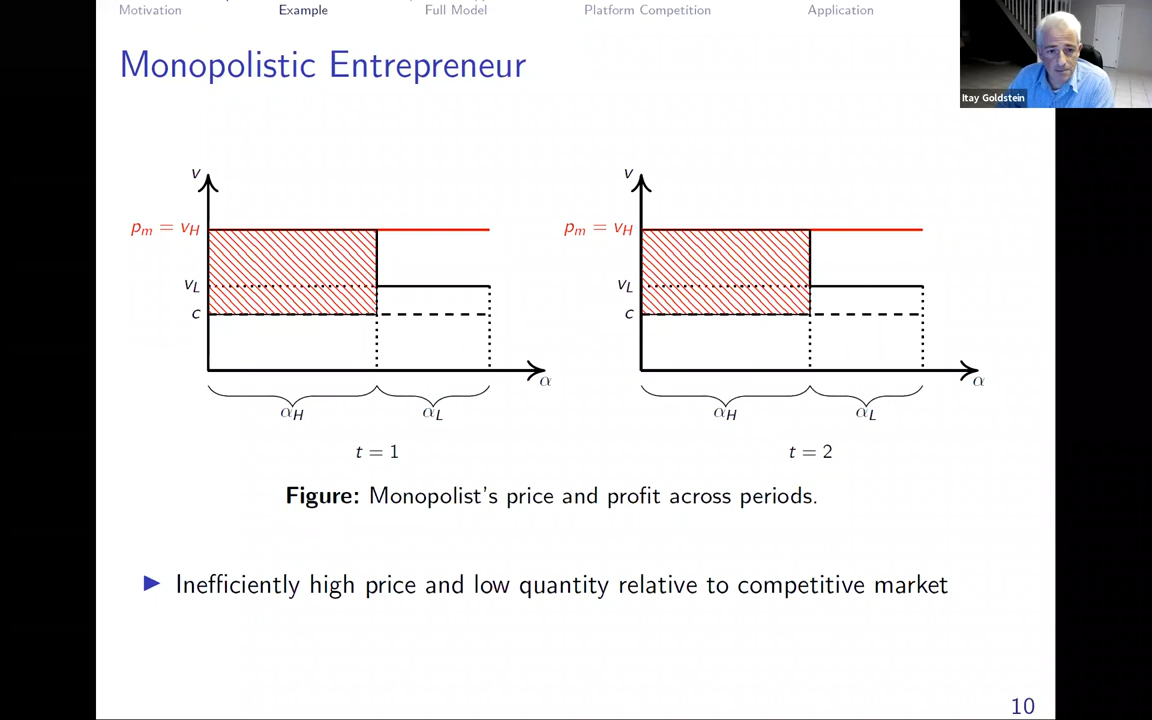 Motivation Example Full Model Platform Competition Application
Monopolistic Entrepreneur
Itay Goldstein
v v
p_m = v_H p_m = v_H
v_L v_L
c c
α α
α_H α_L α_H α_L
t = 1 t = 2
Figure: Monopolist's price and profit across periods.
▶ Inefficiently high price and low quantity relative to competitive market
10